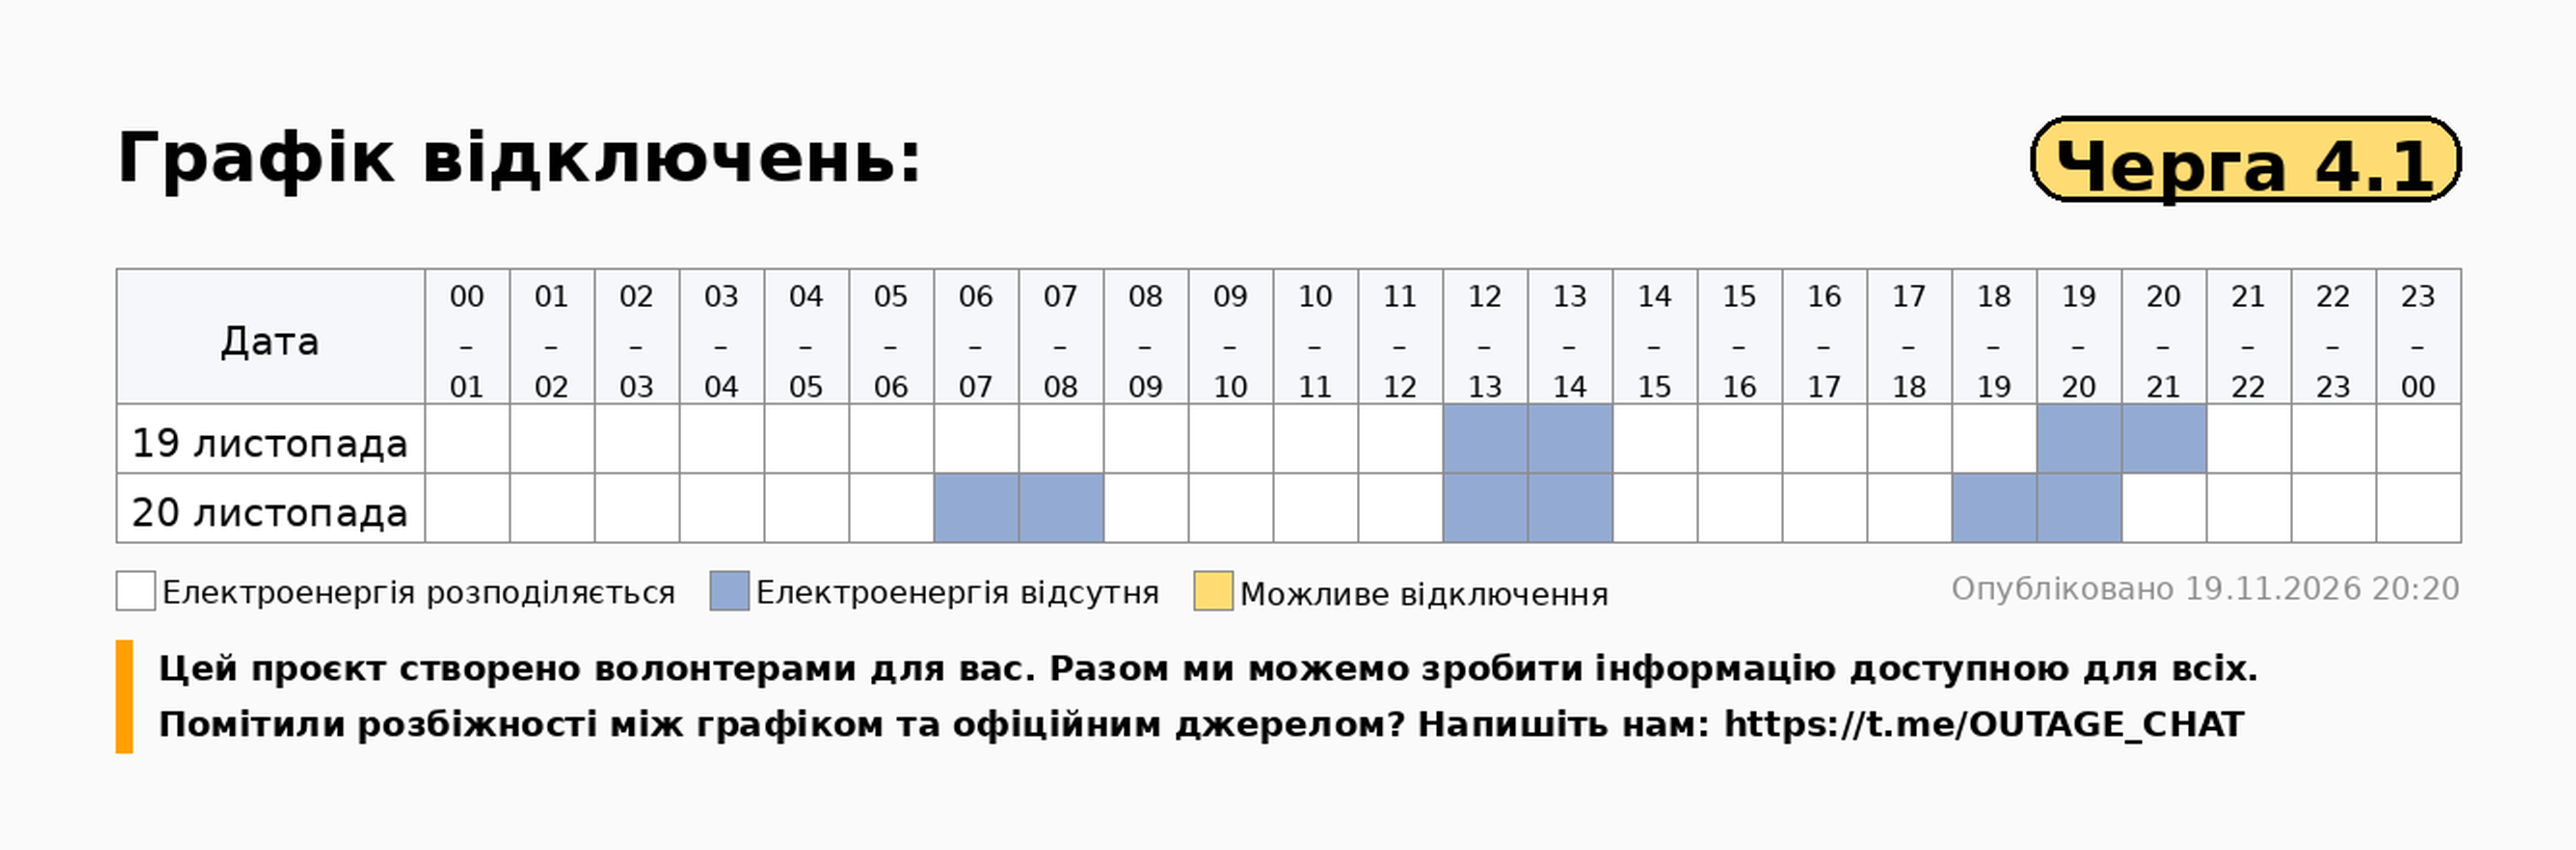 Графік відключень:
Черга 4.1
Дата
00 – 01
01 – 02
02 – 03
03 – 04
04 – 05
05 – 06
06 – 07
07 – 08
08 – 09
09 – 10
10 – 11
11 – 12
12 – 13
13 – 14
14 – 15
15 – 16
16 – 17
17 – 18
18 – 19
19 – 20
20 – 21
21 – 22
22 – 23
23 – 00
19 листопада
20 листопада
Електроенергія розподіляється
Електроенергія відсутня
Можливе відключення
Опубліковано 19.11.2026 20:20
Цей проєкт створено волонтерами для вас. Разом ми можемо зробити інформацію доступною для всіх.
Помітили розбіжності між графіком та офіційним джерелом? Напишіть нам: https://t.me/OUTAGE_CHAT